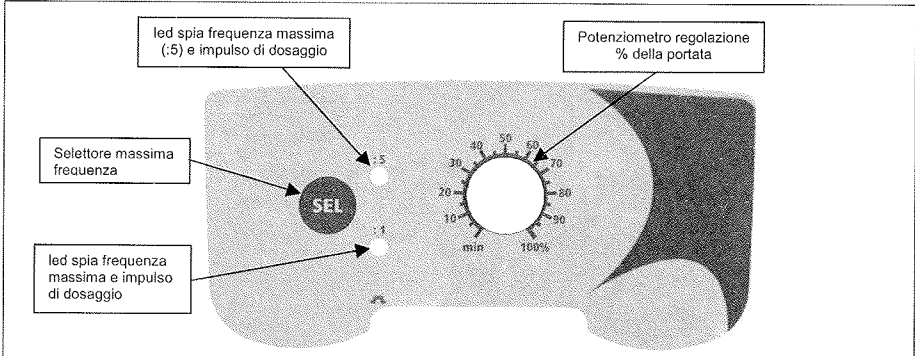 led spia frequenza massima
(:5) e impulso di dosaggio
Potenziometro regolazione
% della portata
Selettore massima
frequenza
SEL
: 5
: 1
led spia frequenza
massima e impulso
di dosaggio
min
10
20
30
40
50
60
70
80
90
100%